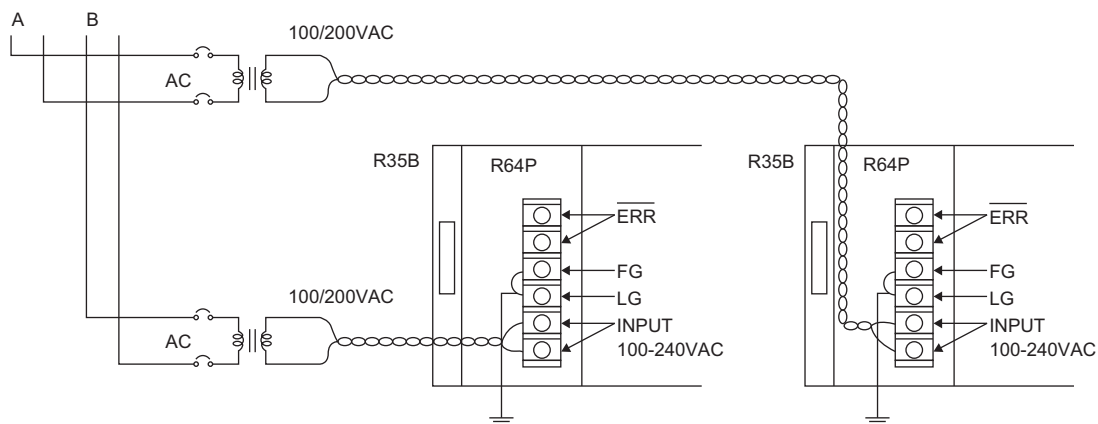 A
B
100/200VAC
AC
R35B
R64P
ERR
FG
LG
INPUT
100-240VAC
R35B
R64P
ERR
FG
LG
INPUT
100-240VAC
100/200VAC
AC